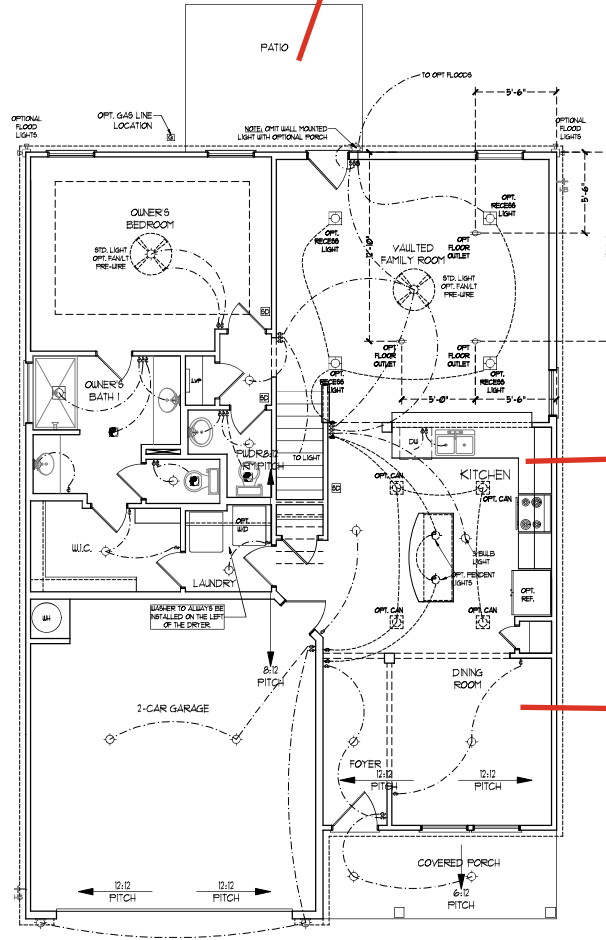 PATIO
TO OPT FLOODS
5'-6"
OPTIONAL
FLOOD
LIGHTS
OPT. GAS LINE
LOCATION
G
NOTE: OMIT WALL MOUNTED
LIGHT WITH OPTIONAL PORCH
OPTIONAL
FLOOD
LIGHTS
5'-6"
OWNER'S
BEDROOM
STD. LIGHT
OPT. FAN/LT
PRE-WIRE
OPT.
RECESS
LIGHT
OPT.
RECESS
LIGHT
VAULTED
FAMILY ROOM
OPT
FLOOR
OUTLET
STD. LIGHT
OPT. FAN/LT
PRE-WIRE
SD
OPT
FLOOR
OUTLET
OPT
FLOOR
OUTLET
OPT.
RECESS
LIGHT
OPT.
RECESS
LIGHT
5'-0"
5'-6"
OWNER'S
BATH 1
LVP
SD
PWDR
8:12
PITCH
TO LIGHT
DW
KITCHEN
SD
OPT. CAN
OPT. CAN
OPT.
W/D
W.I.C.
LAUNDRY
3 BULB
LIGHT
OPT. PENDENT
LIGHTS
OPT.
REF.
WH
WASHER TO ALWAYS BE
INSTALLED ON THE LEFT
OF THE DRYER.
OPT. CAN
OPT. CAN
8:12
PITCH
DINING
ROOM
2-CAR GARAGE
FOYER
12:12
PITCH
12:12
PITCH
COVERED PORCH
12:12
PITCH
12:12
PITCH
6:12
PITCH